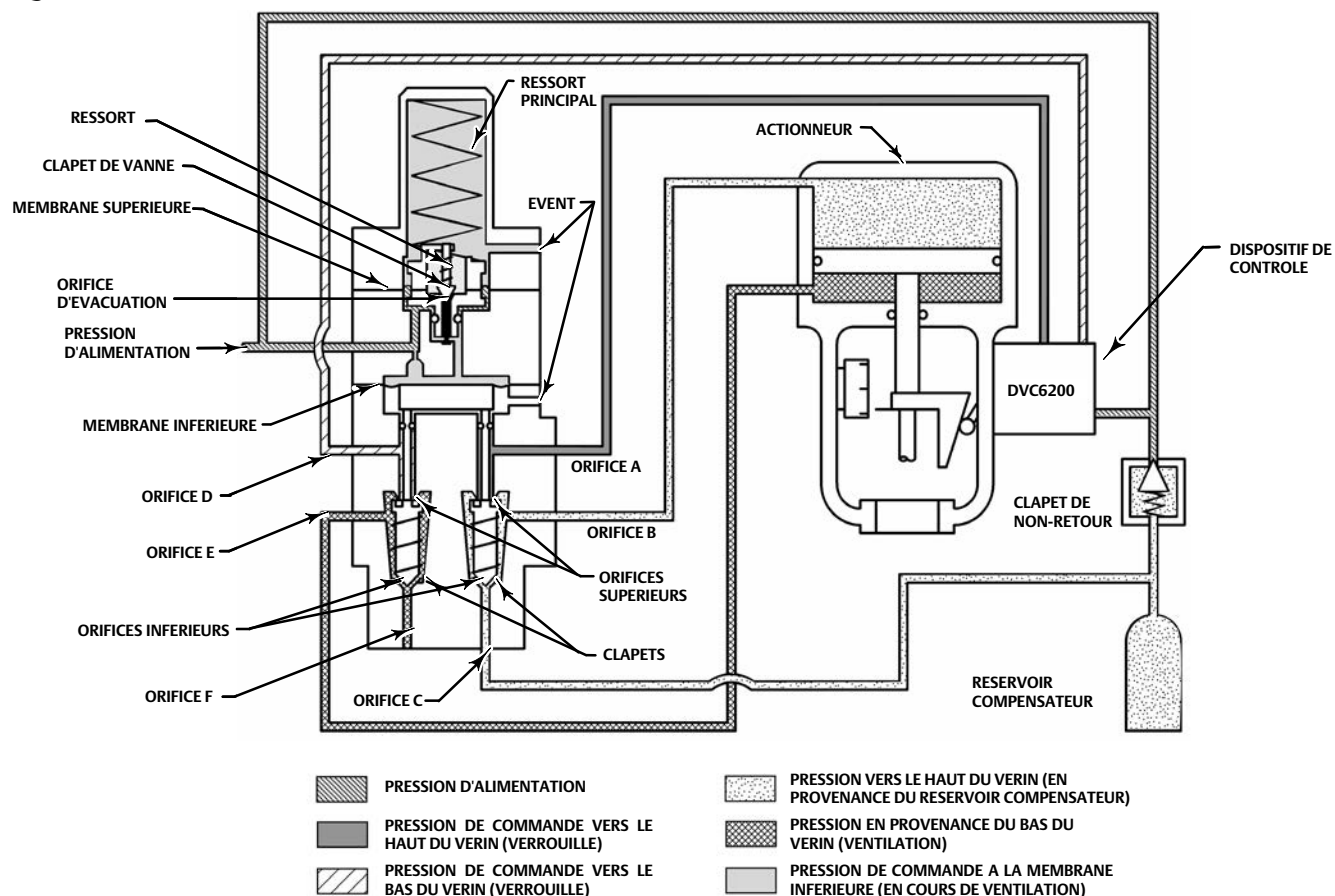 RESSORT
PRINCIPAL
RESSORT
ACTIONNEUR
CLAPET DE VANNE
MEMBRANE SUPERIEURE
EVENT
DISPOSITIF DE
CONTROLE
ORIFICE
D'EVACUATION
PRESSION
D'ALIMENTATION
DVC6200
MEMBRANE INFERIEURE
ORIFICE A
ORIFICE D
CLAPET DE
NON-RETOUR
ORIFICE B
ORIFICE E
ORIFICES
SUPERIEURS
ORIFICES INFERIEURS
CLAPETS
ORIFICE F
ORIFICE C
RESERVOIR
COMPENSATEUR
PRESSION D'ALIMENTATION
PRESSION DE COMMANDE VERS LE
HAUT DU VERIN (VERROUILLE)
PRESSION DE COMMANDE VERS LE
BAS DU VERIN (VERROUILLE)
PRESSION VERS LE HAUT DU VERIN (EN
PROVENANCE DU RESERVOIR COMPENSATEUR)
PRESSION EN PROVENANCE DU BAS DU
VERIN (VENTILATION)
PRESSION DE COMMANDE A LA MEMBRANE
INFERIEURE (EN COURS DE VENTILATION)